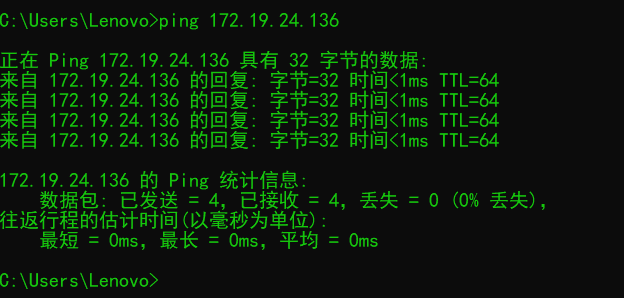 C:\Users\Lenovo>ping 172.19.24.136
正在 Ping 172.19.24.136 具有 32 字节的数据:
来自 172.19.24.136 的回复: 字节=32 时间<1ms TTL=64
来自 172.19.24.136 的回复: 字节=32 时间<1ms TTL=64
来自 172.19.24.136 的回复: 字节=32 时间<1ms TTL=64
来自 172.19.24.136 的回复: 字节=32 时间<1ms TTL=64
172.19.24.136 的 Ping 统计信息:
数据包: 已发送 = 4，已接收 = 4，丢失 = 0 (0% 丢失)，
往返行程的估计时间(以毫秒为单位):
最短 = 0ms，最长 = 0ms，平均 = 0ms
C:\Users\Lenovo>